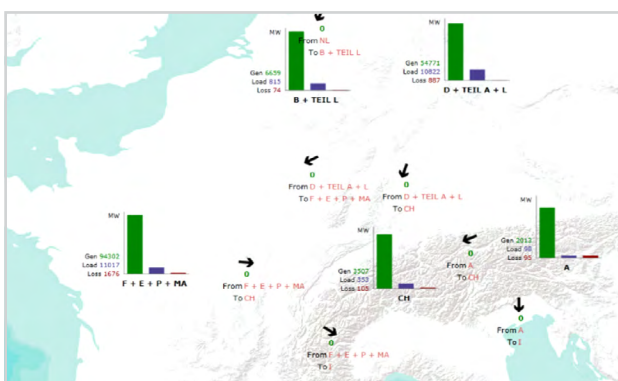 MW
Gen 6659
Load 815
Loss 74
B + TEIL L
0
From NL
To B + TEIL L
MW
Gen 54771
Load 10822
Loss 887
D + TEIL A + L
0
From D + TEIL A + L
To F + E + P + MA
0
From D + TEIL A + L
To CH
MW
Gen 94302
Load 11017
Loss 1676
F + E + P + MA
0
From F + E + P + MA
To CH
MW
Gen 2507
Load 553
Loss 105
CH
0
From A
To CH
MW
Gen 2012
Load 98
Loss 95
A
0
From F + E + P + MA
To I
0
From A
To I